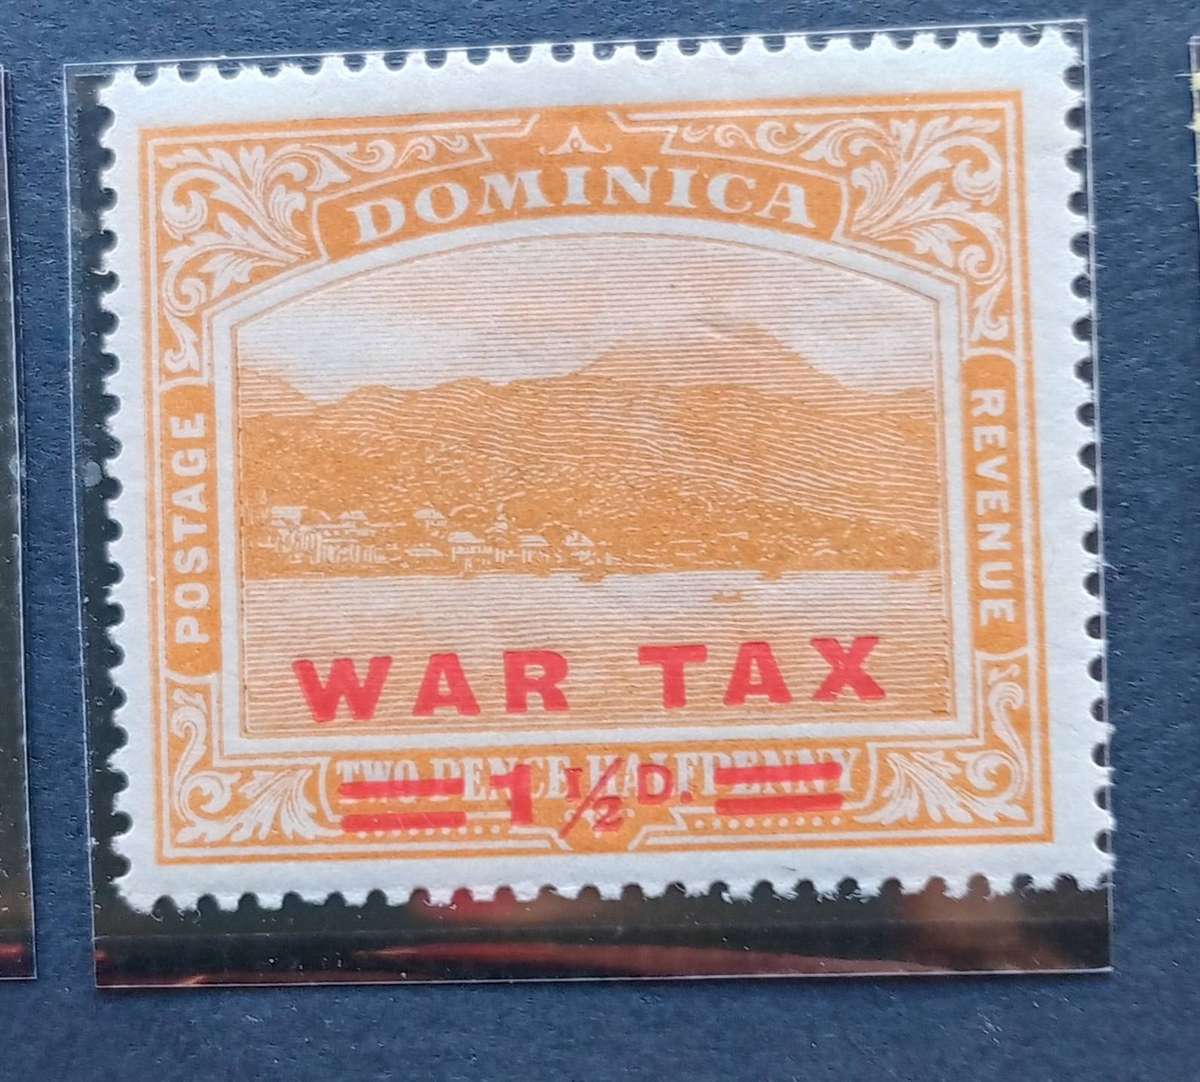 DOMINICA
POSTAGE
REVENUE
WAR TAX
TWO PENCE HALFPENNY
1½D.